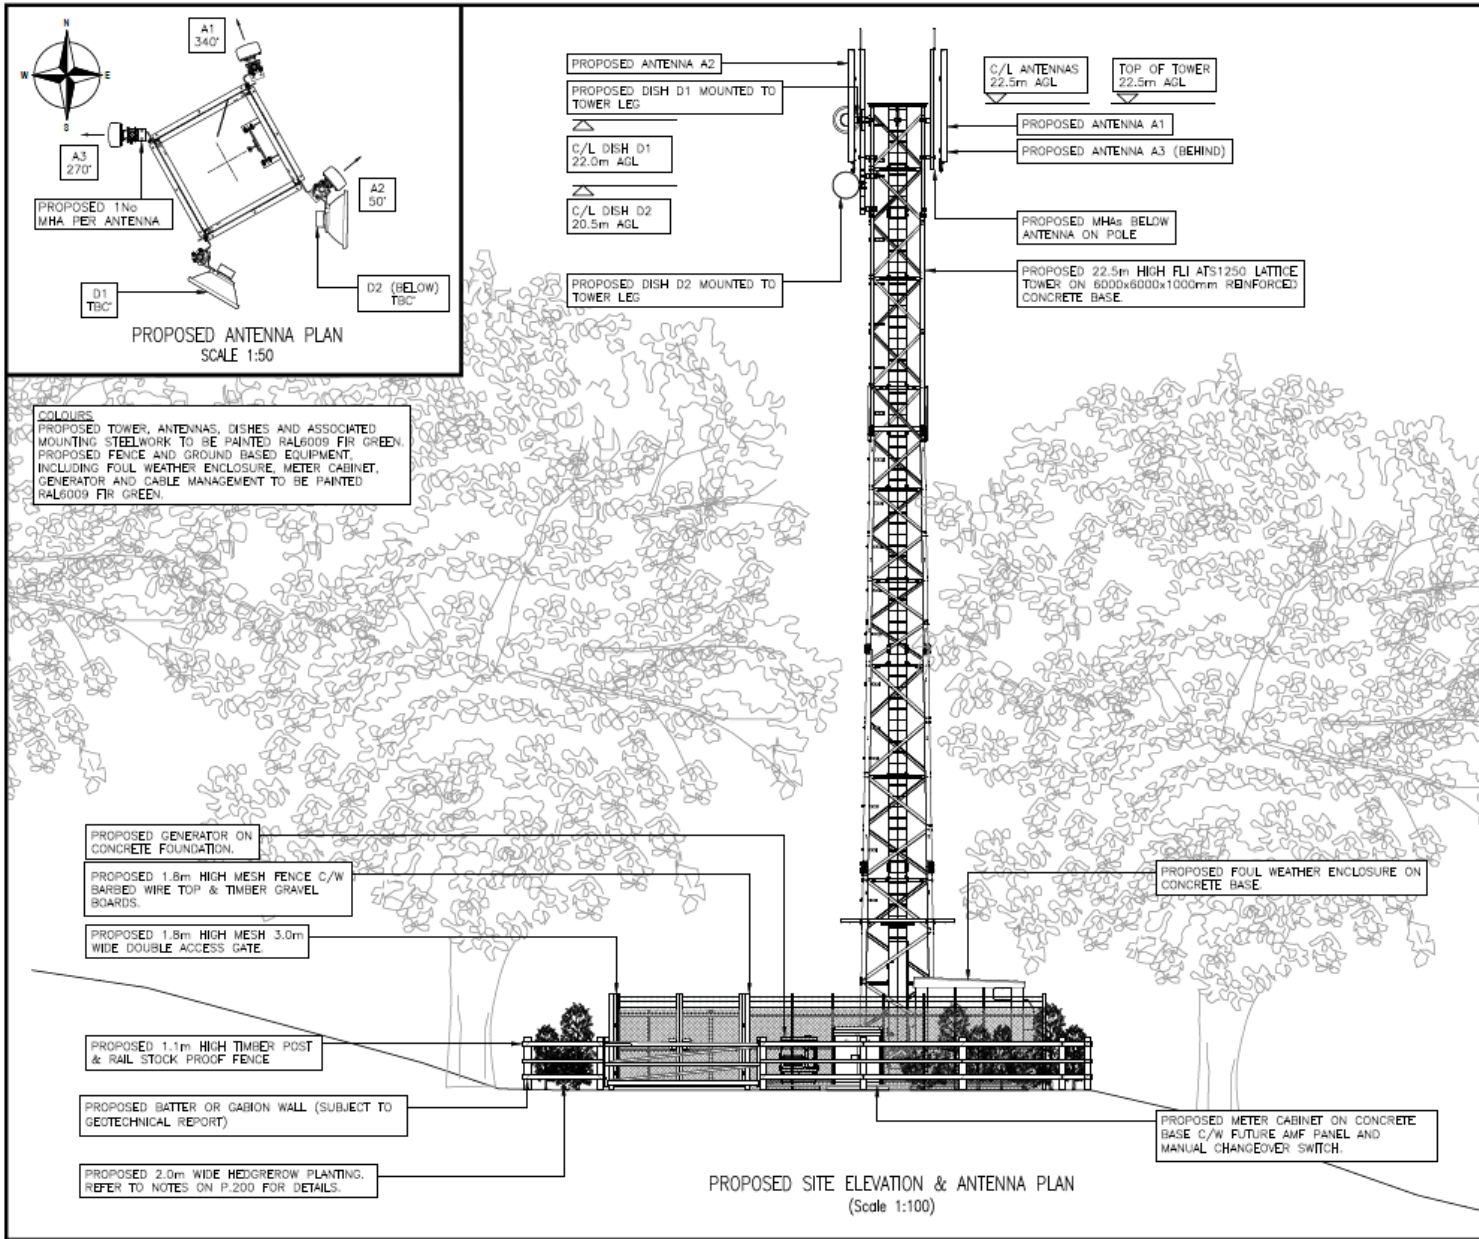 N
W
E
S
A1
340°
A3
270°
A2
50°
PROPOSED 1No
MHA PER ANTENNA
D1
TBC°
D2 (BELOW)
TBC°
PROPOSED ANTENNA PLAN
SCALE 1:50
COLOURS
PROPOSED TOWER, ANTENNAS, DISHES AND ASSOCIATED
MOUNTING STEELWORK TO BE PAINTED RAL6009 FIR GREEN.
PROPOSED FENCE AND GROUND BASED EQUIPMENT,
INCLUDING FOUL WEATHER ENCLOSURE, METER CABINET,
GENERATOR AND CABLE MANAGEMENT TO BE PAINTED
RAL6009 FIR GREEN.
PROPOSED ANTENNA A2
PROPOSED DISH D1 MOUNTED TO
TOWER LEG
C/L DISH D1
22.0m AGL
C/L DISH D2
20.5m AGL
PROPOSED DISH D2 MOUNTED TO
TOWER LEG
C/L ANTENNAS
22.5m AGL
TOP OF TOWER
22.5m AGL
PROPOSED ANTENNA A1
PROPOSED ANTENNA A3 (BEHIND)
PROPOSED MHAs BELOW
ANTENNA ON POLE
PROPOSED 22.5m HIGH FLI ATS1250 LATTICE
TOWER ON 6000x6000x1000mm REINFORCED
CONCRETE BASE.
PROPOSED GENERATOR ON
CONCRETE FOUNDATION.
PROPOSED 1.8m HIGH MESH FENCE C/W
BARBED WIRE TOP & TIMBER GRAVEL
BOARDS.
PROPOSED 1.8m HIGH MESH 3.0m
WIDE DOUBLE ACCESS GATE.
PROPOSED 1.1m HIGH TIMBER POST
& RAIL STOCK PROOF FENCE
PROPOSED BATTER OR GABION WALL (SUBJECT TO
GEOTECHNICAL REPORT)
PROPOSED 2.0m WIDE HEDGREROW PLANTING.
REFER TO NOTES ON P.200 FOR DETAILS.
PROPOSED FOUL WEATHER ENCLOSURE ON
CONCRETE BASE.
PROPOSED METER CABINET ON CONCRETE
BASE C/W FUTURE AMF PANEL AND
MANUAL CHANGEOVER SWITCH.
PROPOSED SITE ELEVATION & ANTENNA PLAN
(Scale 1:100)